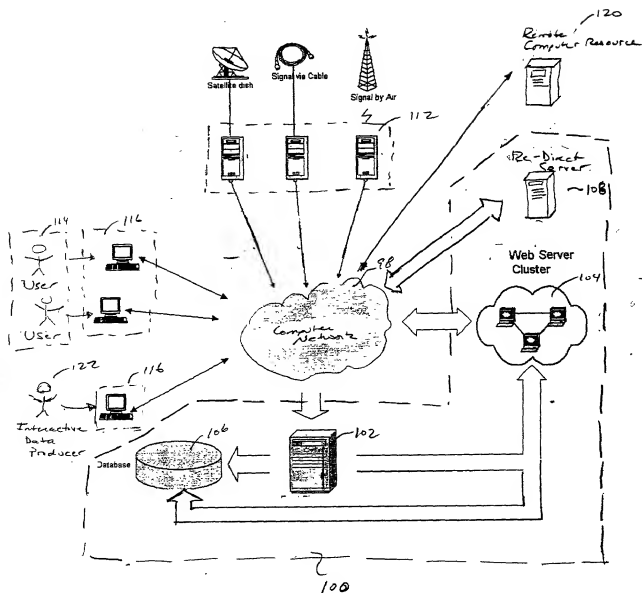 120
Remote
Computer Resource
Satellite dish
Signal via Cable
Signal by Air
112
Re-Direct
Server
108
114
116
98
Web Server
Cluster
104
User
User
Computer
Network
122
116
Interactive
Data
Producer
106
102
Database
100